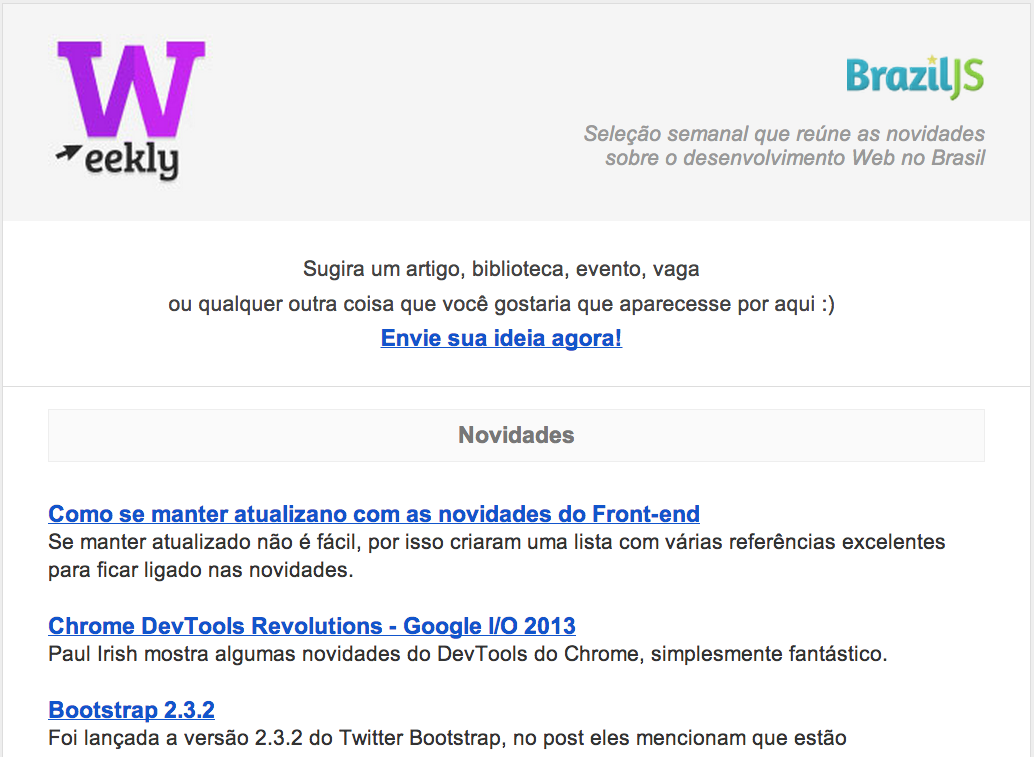 Weekly
BrazilJS
Seleção semanal que reúne as novidades
sobre o desenvolvimento Web no Brasil
Sugira um artigo, biblioteca, evento, vaga
ou qualquer outra coisa que você gostaria que aparecesse por aqui :)
Envie sua ideia agora!
Novidades
Como se manter atualizano com as novidades do Front-end
Se manter atualizado não é fácil, por isso criaram uma lista com várias referências excelentes
para ficar ligado nas novidades.
Chrome DevTools Revolutions - Google I/O 2013
Paul Irish mostra algumas novidades do DevTools do Chrome, simplesmente fantástico.
Bootstrap 2.3.2
Foi lançada a versão 2.3.2 do Twitter Bootstrap, no post eles mencionam que estão